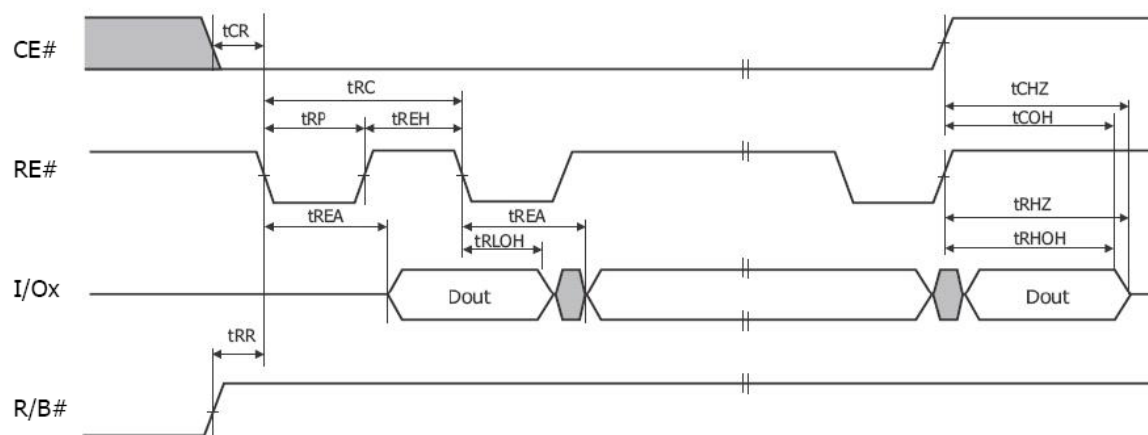 CE#
tCR
tRC
tCHZ
tCOH
tRP
tREH
RE#
tREA
tREA
tRHZ
tRLOH
tRHOH
I/Ox
Dout
Dout
tRR
R/B#